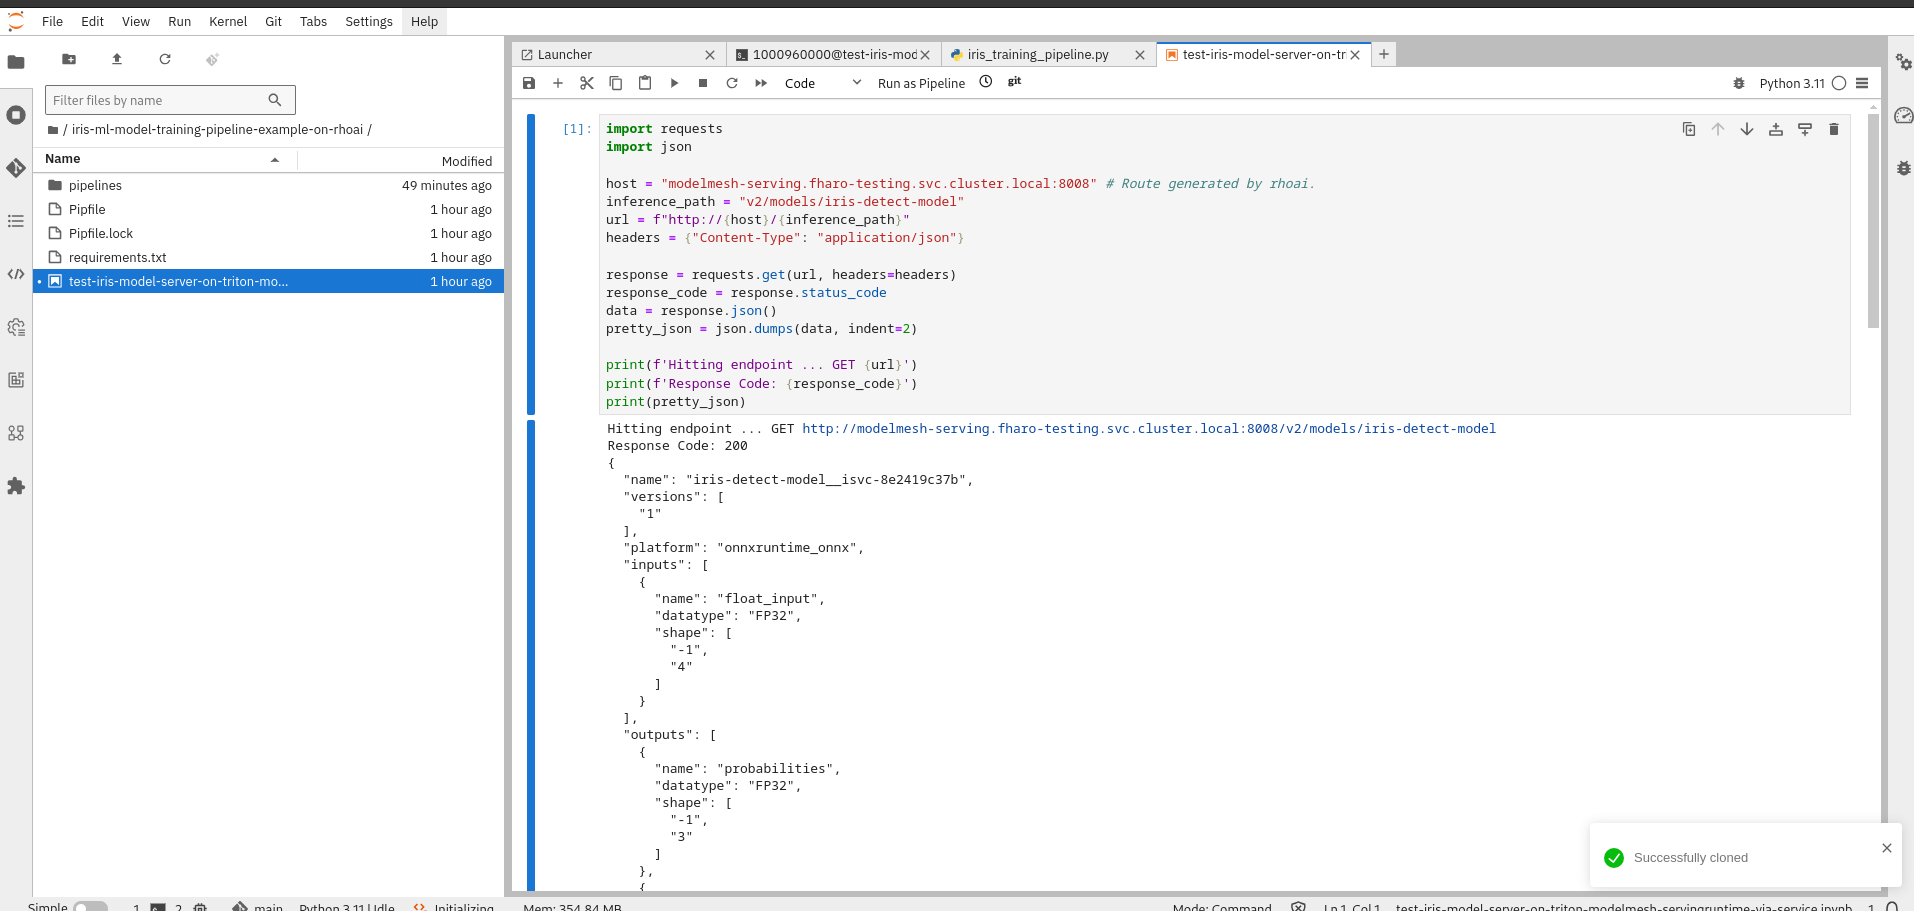 File Edit View Run Kernel Git Tabs Settings Help
Filter files by name
/ iris-ml-model-training-pipeline-example-on-rhoai /
Name Modified
pipelines 49 minutes ago
Pipfile 1 hour ago
Pipfile.lock 1 hour ago
requirements.txt 1 hour ago
test-iris-model-server-on-triton-mo... 1 hour ago
Launcher 1000960000@test-iris-mod iris_training_pipeline.py test-iris-model-server-on-tri
Code Run as Pipeline git Python 3.11
[1]: import requests
import json
host = "modelmesh-serving.fharo-testing.svc.cluster.local:8008" # Route generated by rhoai.
inference_path = "v2/models/iris-detect-model"
url = f"http://{host}/{inference_path}"
headers = {"Content-Type": "application/json"}
response = requests.get(url, headers=headers)
response_code = response.status_code
data = response.json()
pretty_json = json.dumps(data, indent=2)
print(f'Hitting endpoint ... GET {url}')
print(f'Response Code: {response_code}')
print(pretty_json)
Hitting endpoint ... GET http://modelmesh-serving.fharo-testing.svc.cluster.local:8008/v2/models/iris-detect-model
Response Code: 200
{
"name": "iris-detect-model__isvc-8e2419c37b",
"versions": [
"1"
],
"platform": "onnxruntime_onnx",
"inputs": [
{
"name": "float_input",
"datatype": "FP32",
"shape": [
"-1",
"4"
]
}
],
"outputs": [
{
"name": "probabilities",
"datatype": "FP32",
"shape": [
"-1",
"3"
]
},
{
Successfully cloned
Simple 1 2 main Python 3.11 | Idle Initializing Mem: 354.84 MB Mode: Command Ln 1, Col 1 test-iris-model-server-on-triton-modelmesh-servingruntime-via-service.ipynb 1